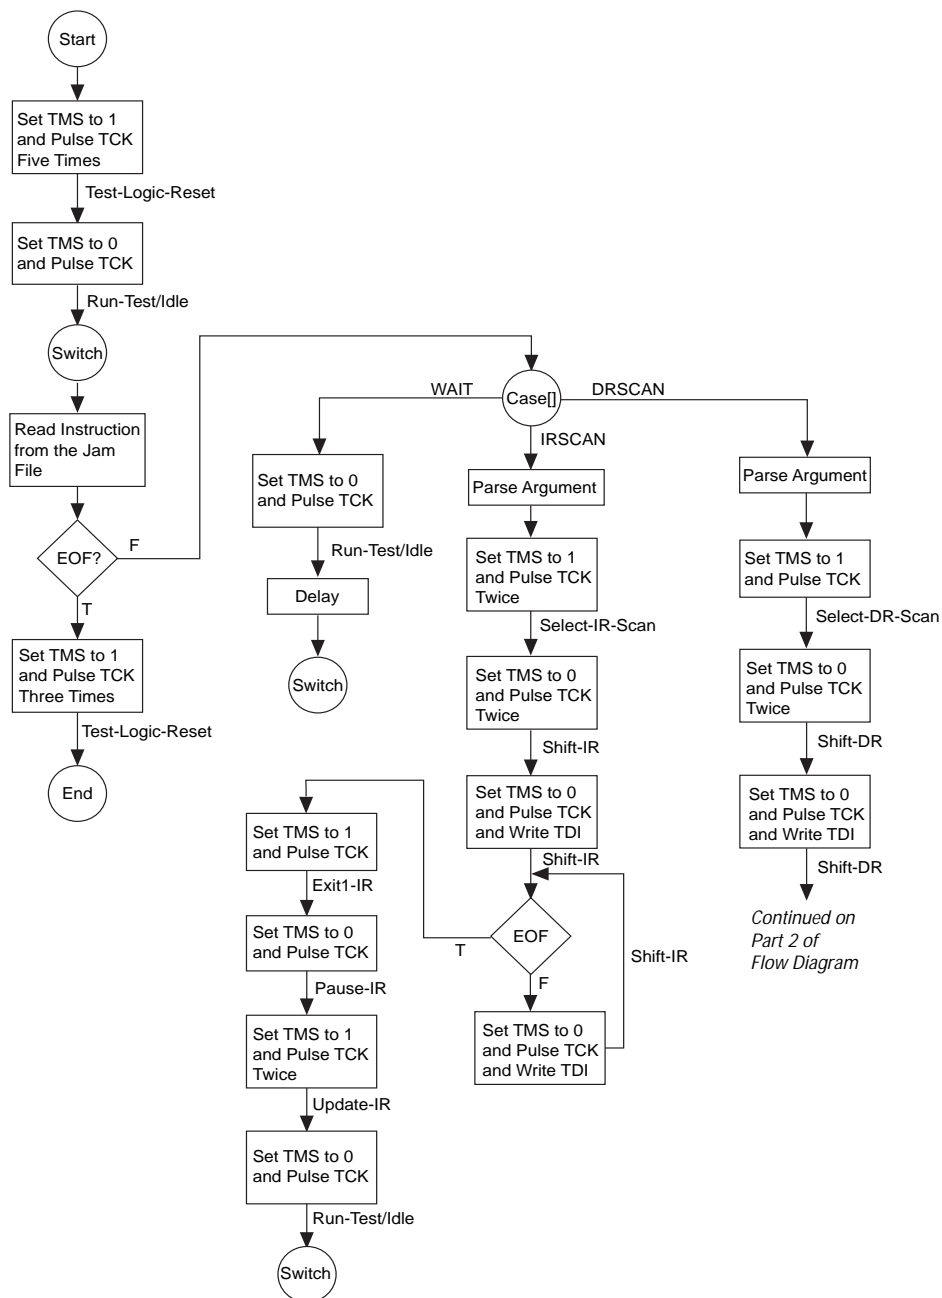 Start
Set TMS to 1
and Pulse TCK
Five Times
Test-Logic-Reset
Set TMS to 0
and Pulse TCK
Run-Test/Idle
Switch
Read Instruction
from the Jam
File
EOF?
F
T
Set TMS to 1
and Pulse TCK
Three Times
Test-Logic-Reset
End
Case[]
WAIT
Set TMS to 0
and Pulse TCK
Run-Test/Idle
Delay
Switch
IRSCAN
Parse Argument
Set TMS to 1
and Pulse TCK
Twice
Select-IR-Scan
Set TMS to 0
and Pulse TCK
Twice
Shift-IR
Set TMS to 0
and Pulse TCK
and Write TDI
Shift-IR
EOF
T
F
Set TMS to 0
and Pulse TCK
and Write TDI
Shift-IR
Set TMS to 1
and Pulse TCK
Exit1-IR
Set TMS to 0
and Pulse TCK
Pause-IR
Set TMS to 1
and Pulse TCK
Twice
Update-IR
Set TMS to 0
and Pulse TCK
Run-Test/Idle
Switch
DRSCAN
Parse Argument
Set TMS to 1
and Pulse TCK
Select-DR-Scan
Set TMS to 0
and Pulse TCK
Twice
Shift-DR
Set TMS to 0
and Pulse TCK
and Write TDI
Shift-DR
Continued on
Part 2 of
Flow Diagram